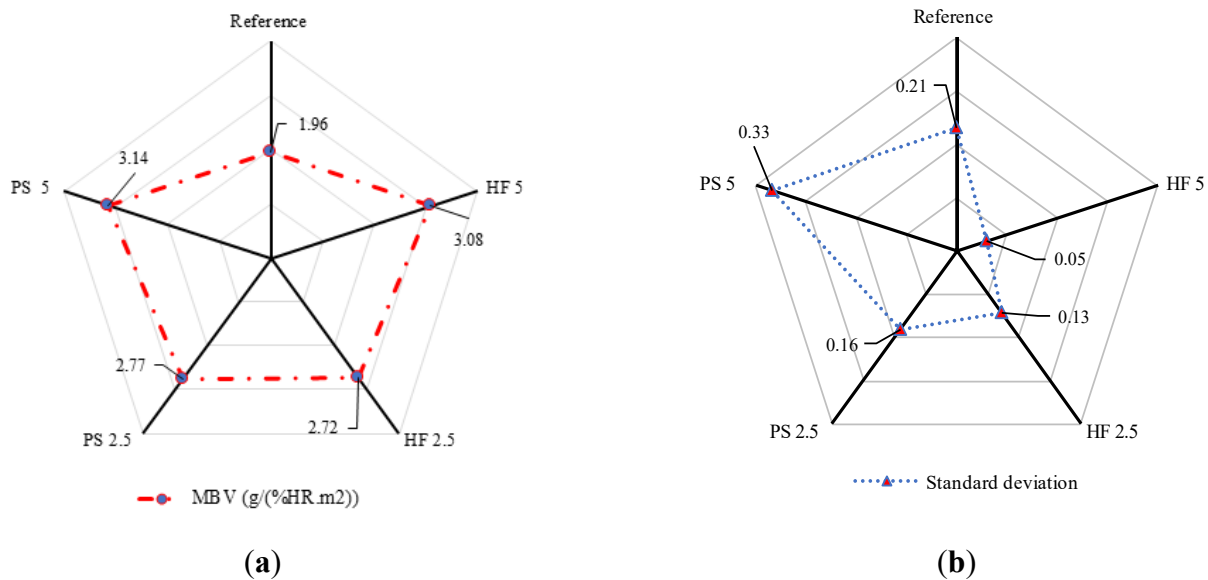 Reference
1.96
3.14
PS 5
HF 5
3.08
2.77
2.72
PS 2.5
HF 2.5
MBV (g/(%HR.m2))
(a)
Reference
0.21
0.33
PS 5
HF 5
0.05
0.13
0.16
PS 2.5
HF 2.5
Standard deviation
(b)